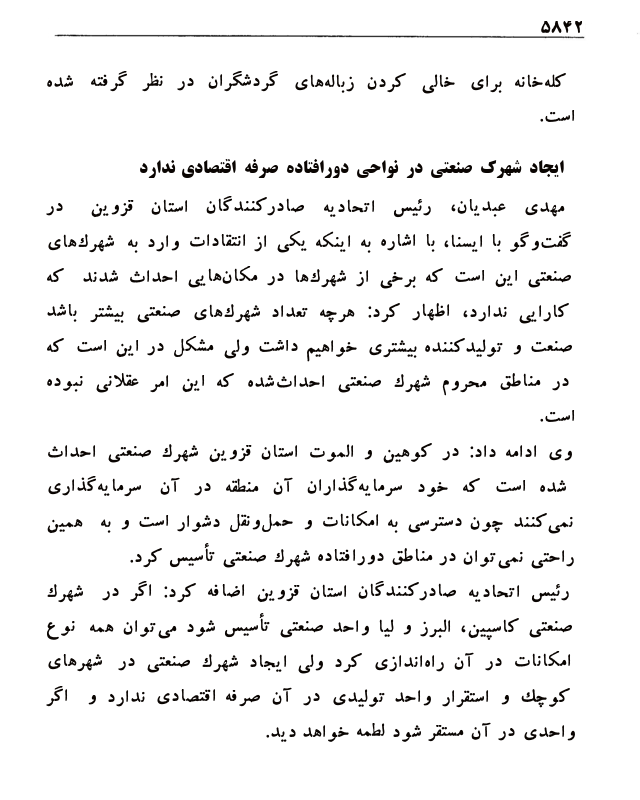 ۵۸۴۲
کله‌خانه برای خالی کردن زباله‌های گردشگران در نظر گرفته شده
است.
ایجاد شهرک صنعتی در نواحی دورافتاده صرفه اقتصادی ندارد
مهدی عبدیان، رئیس اتحادیه صادرکنندگان استان قزوین در
گفت‌وگو با ایسنا، با اشاره به اینکه یکی از انتقادات وارد به شهرك‌های
صنعتی این است که برخی از شهرك‌ها در مکان‌هایی احداث شدند که
کارایی ندارد، اظهار کرد: هرچه تعداد شهرك‌های صنعتی بیشتر باشد
صنعت و تولیدکننده بیشتری خواهیم داشت ولی مشکل در این است که
در مناطق محروم شهرك صنعتی احداث‌شده که این امر عقلانی نبوده
است.
وی ادامه داد: در کوهین و الموت استان قزوین شهرك صنعتی احداث
شده است که خود سرمایه‌گذاران آن منطقه در آن سرمایه‌گذاری
نمی‌کنند چون دسترسی به امکانات و حمل‌ونقل دشوار است و به همین
راحتی نمی‌توان در مناطق دورافتاده شهرك صنعتی تأسیس کرد.
رئیس اتحادیه صادرکنندگان استان قزوین اضافه کرد: اگر در شهرك
صنعتی کاسپین، البرز و لیا واحد صنعتی تأسیس شود می‌توان همه نوع
امکانات در آن راه‌اندازی کرد ولی ایجاد شهرك صنعتی در شهرهای
کوچك و استقرار واحد تولیدی در آن صرفه اقتصادی ندارد و اگر
واحدی در آن مستقر شود لطمه خواهد دید.